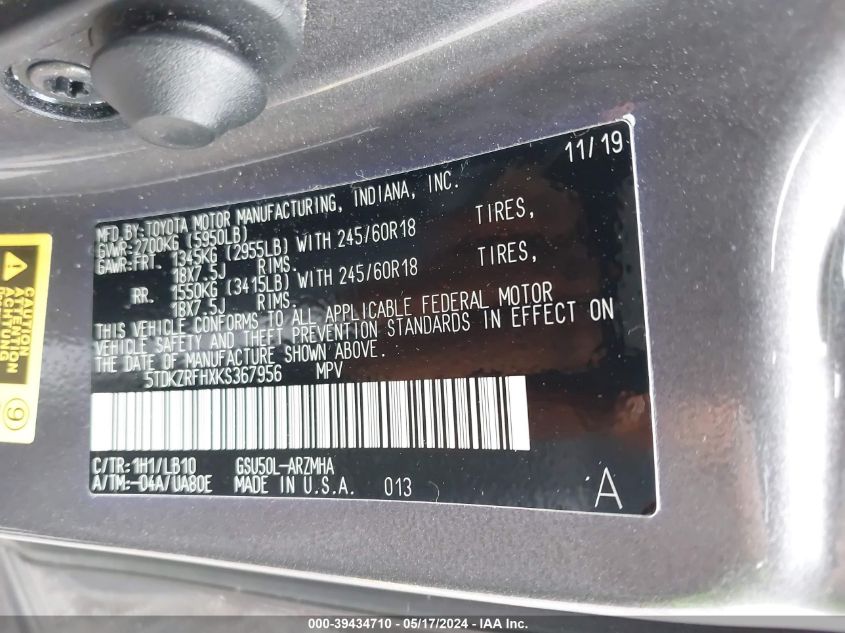 11/19
MFD.BY:TOYOTA MOTOR MANUFACTURING, INDIANA, INC.
GVWR:2700KG (5950LB)
GAWR:FRT. 1345KG (2955LB) WITH 245/60R18 TIRES,
18X7.5J RIMS.
RR. 1550KG (3415LB) WITH 245/60R18 TIRES,
18X7.5J RIMS.
THIS VEHICLE CONFORMS TO ALL APPLICABLE FEDERAL MOTOR
VEHICLE SAFETY AND THEFT PREVENTION STANDARDS IN EFFECT ON
THE DATE OF MANUFACTURE SHOWN ABOVE.
5TDKZRFHXKS367956 MPV
C/TR:1H1/LB10 GSU50L-ARZMHA
A/TM:-04A/UA80E MADE IN U.S.A. 013 A
CAUTION
ATTENTION
ACHTUNG
9
000-39434710 - 05/17/2024 - IAA Inc.